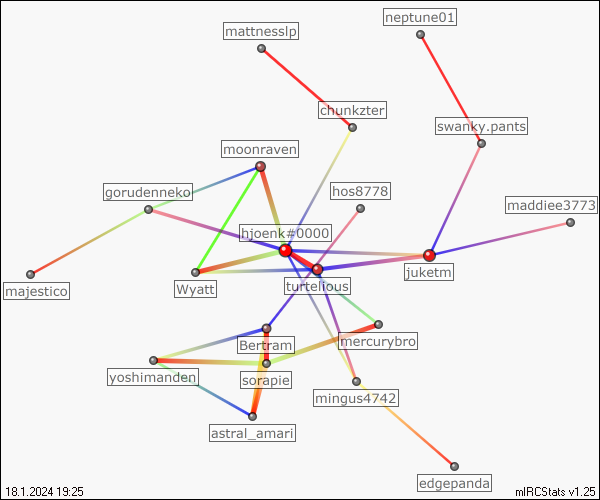 neptune01
mattnesslp
chunkzter
swanky.pants
moonraven
gorudenneko
hos8778
maddiee3773
hjoenk#0000
juketm
majestico
Wyatt
turtelious
Bertram
mercurybro
yoshimanden
sorapie
mingus4742
astral_amari
edgepanda
18.1.2024 19:25
mIRCStats v1.25